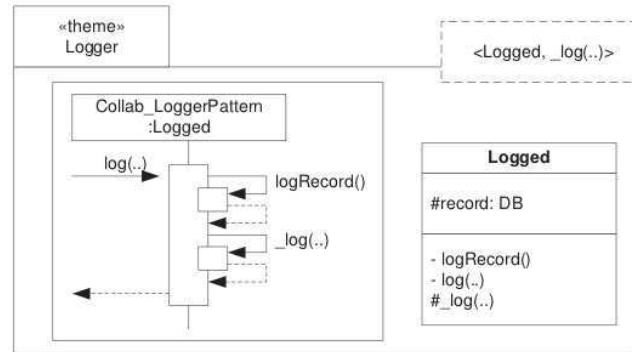 «theme»
Logger
<Logged, _log(..)>
Collab_LoggerPattern
:Logged
log(..)
logRecord()
_log(..)
Logged
#record: DB
- logRecord()
- log(..)
#_log(..)